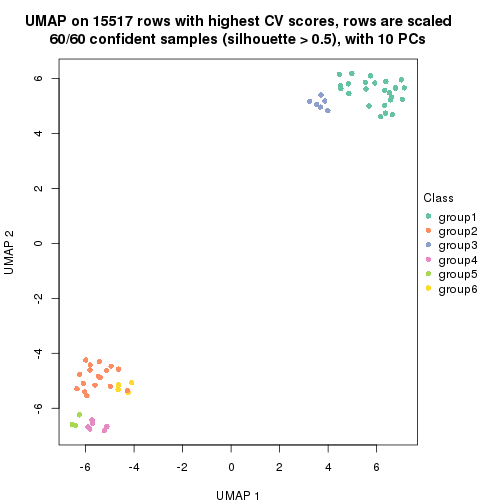 UMAP on 15517 rows with highest CV scores, rows are scaled
60/60 confident samples (silhouette > 0.5), with 10 PCs
6
4
2
0
-2
-4
-6
UMAP 2
-6
-4
-2
0
2
4
6
UMAP 1
Class
group1
group2
group3
group4
group5
group6